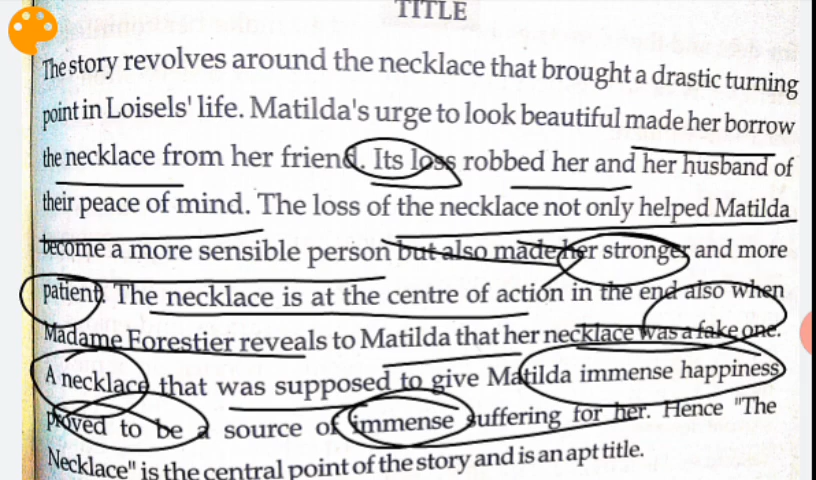 TITLE
The story revolves around the necklace that brought a drastic turning
point in Loisels' life. Matilda's urge to look beautiful made her borrow
the necklace from her friend. Its loss robbed her and her husband of
their peace of mind. The loss of the necklace not only helped Matilda
become a more sensible person but also made her stronger and more
patient. The necklace is at the centre of action in the end also when
Madame Forestier reveals to Matilda that her necklace was a fake one.
A necklace that was supposed to give Matilda immense happiness
proved to be a source of immense suffering for her. Hence "The
Necklace" is the central point of the story and is an apt title.